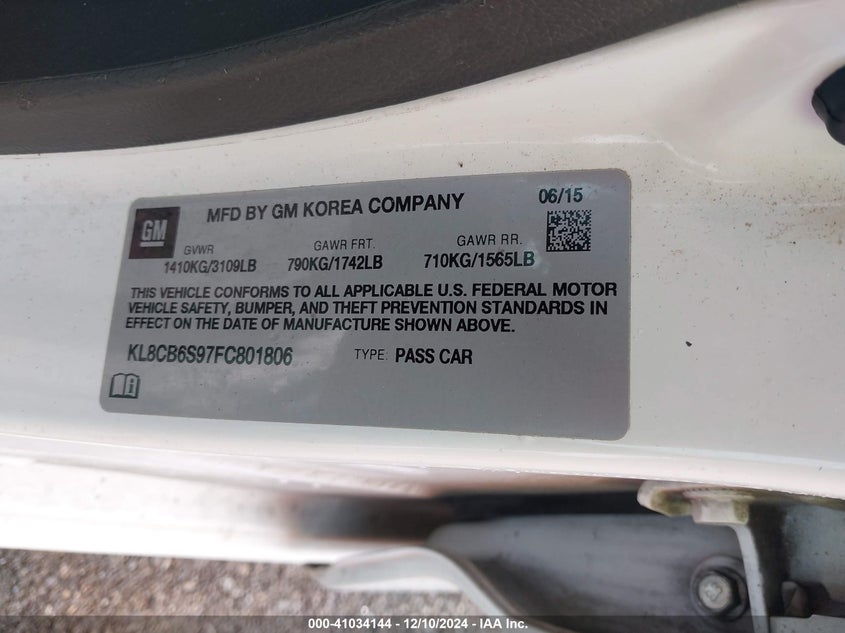 GM
MFD BY GM KOREA COMPANY
06/15
GVWR
1410KG/3109LB
GAWR FRT.
790KG/1742LB
GAWR RR.
710KG/1565LB
THIS VEHICLE CONFORMS TO ALL APPLICABLE U.S. FEDERAL MOTOR
VEHICLE SAFETY, BUMPER, AND THEFT PREVENTION STANDARDS IN
EFFECT ON THE DATE OF MANUFACTURE SHOWN ABOVE.
KL8CB6S97FC801806
TYPE: PASS CAR
000-41034144 - 12/10/2024 - IAA Inc.